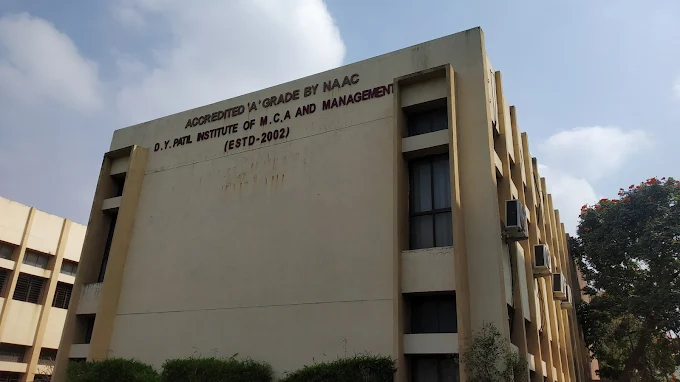 ACCREDITED 'A' GRADE BY NAAC
D.Y.PATIL INSTITUTE OF M.C.A AND MANAGEMENT
(ESTD-2002)